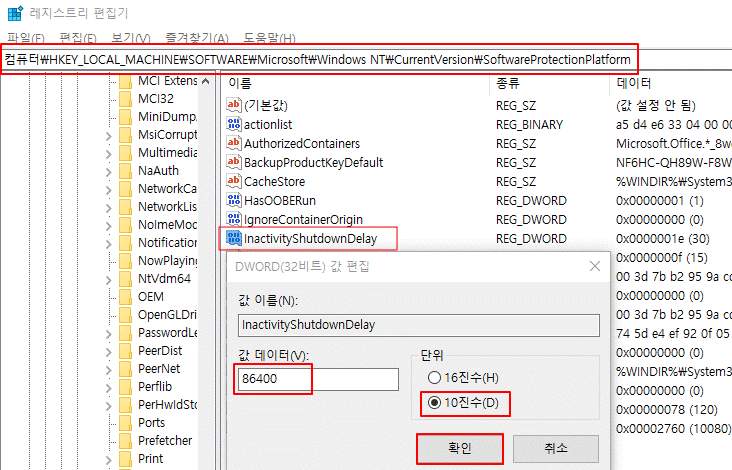 레지스트리 편집기
파일(F) 편집(E) 보기(V) 즐겨찾기(A) 도움말(H)
컴퓨터₩HKEY_LOCAL_MACHINE₩SOFTWARE₩Microsoft₩Windows NT₩CurrentVersion₩SoftwareProtectionPlatform
MCI Extens
MCI32
MiniDumpA
MsiCorrupt
Multimedia
NaAuth
NetworkCa
NetworkLis
NoImeMod
Notification
NowPlaying
NtVdm64
OEM
OpenGLDri
PasswordLe
PeerDist
PeerNet
Perflib
PerHwIdSto
Ports
Prefetcher
Print
이름 종류 데이터
(기본값) REG_SZ (값 설정 안 됨)
actionlist REG_BINARY a5 d4 e6 33 04 00 00
AuthorizedContainers REG_SZ Microsoft.Office.*_8we
BackupProductKeyDefault REG_SZ NF6HC-QH89W-F8W
CacheStore REG_SZ %WINDIR%₩System3
HasOOBERun REG_DWORD 0x00000001 (1)
IgnoreContainerOrigin REG_DWORD 0x00000000 (0)
InactivityShutdownDelay REG_DWORD 0x0000001e (30)
0x0000000f (15)
00 3d 7b b2 95 9a cd
0x00000000 (0)
00 3d 7b b2 95 9a cd
74 5d e4 ef 92 0f 05
0x00000000 (0)
%WINDIR%₩System3
0x00000000 (0)
0x00000078 (120)
0x00002760 (10080)
DWORD(32비트) 값 편집
값 이름(N):
InactivityShutdownDelay
값 데이터(V):
86400
단위
16진수(H)
10진수(D)
확인 취소